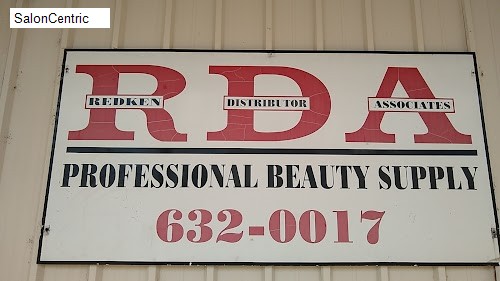 SalonCentric
RDA
REDKEN DISTRIBUTOR ASSOCIATES
PROFESSIONAL BEAUTY SUPPLY
632-0017